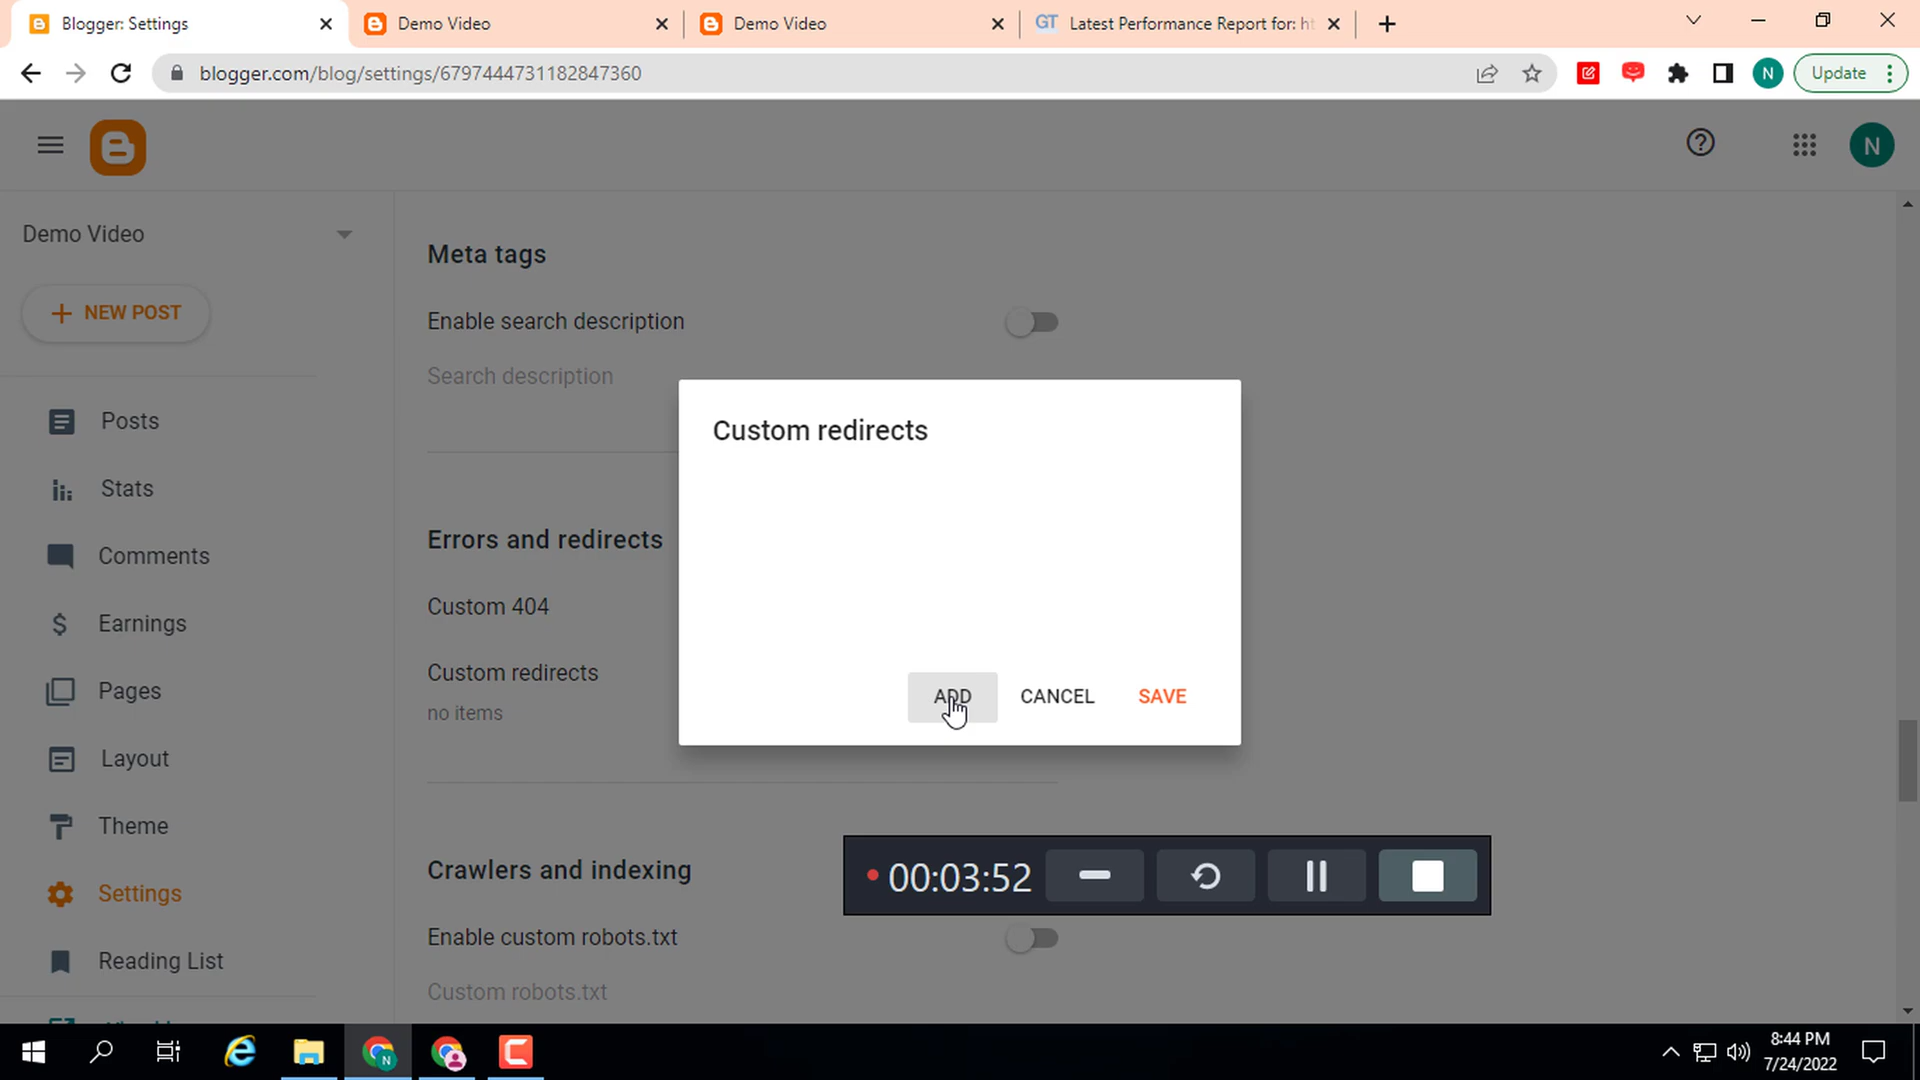 Blogger: Settings
Demo Video
Demo Video
GT
Latest Performance Report for: ht
blogger.com/blog/settings/6797444731182847360
N
Update
N
Demo Video
NEW POST
Posts
Stats
Comments
Earnings
Pages
Layout
Theme
Settings
Reading List
Meta tags
Enable search description
Search description
Errors and redirects
Custom 404
Custom redirects
no items
Crawlers and indexing
Enable custom robots.txt
Custom robots.txt
Custom redirects
ADD
CANCEL
SAVE
00:03:52
N
8:44 PM
7/24/2022